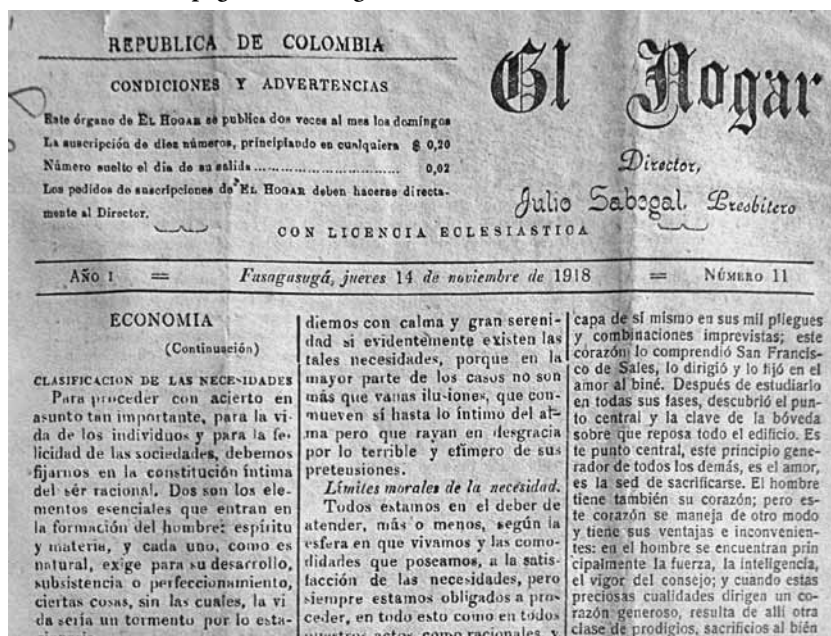 REPUBLICA DE COLOMBIA
CONDICIONES Y ADVERTENCIAS
Este órgano de EL HOGAR se publica dos veces al mes los domingos
La suscripción de diez números, principiando en cualquiera $ 0,20
Número suelto el día de su salida ........................... 0,02
Los pedidos de suscripciones de EL HOGAR deben hacerse directa-
mente al Director.
El Hogar
Director,
Julio Sabogal. Presbítero
CON LICENCIA ECLESIASTICA
AÑO I = Fusagasugá, jueves 14 de noviembre de 1918 = NÚMERO 11
ECONOMIA
(Continuación)
CLASIFICACION DE LAS NECESIDADES
Para proceder con acierto en
asunto tan importante, para la vi-
da de los individuos y para la fe-
licidad de las sociedades, debemos
fijarnos en la constitución íntima
del sér racional. Dos son los ele-
mentos esenciales que entran en
la formación del hombre: espíritu
y materia, y cada uno, como es
natural, exige para su desarrollo,
subsistencia o perfeccionamiento,
ciertas cosas, sin las cuales, la vi
da sería un tormento por lo esta-
diemos con calma y gran sereni-
dad si evidentemente existen las
tales necesidades, porque en la
mayor parte de los casos no son
más que vanas ilusiones, que con-
mueven sí hasta lo íntimo del al-
ma pero que rayan en desgracia
por lo terrible y efímero de sus
pretensiones.
Límites morales de la necesidad.
Todos estamos en el deber de
atender, más o menos, según la
esfera en que vivamos y las como-
didades que poseamos, a la satis-
facción de las necesidades, pero
siempre estamos obligados a pro-
ceder, en todo esto como en todos
nuestros actos, como racionales, y
capa de sí mismo en sus mil pliegues
y combinaciones imprevistas; este
corazón lo comprendió San Francis-
co de Sales, lo dirigió y lo fijó en el
amor al biné. Después de estudiarlo
en todas sus fases, descubrió el pun-
to central y la clave de la bóveda
sobre que reposa todo el edificio. Es
te punto central, este principio gene-
rador de todos los demás, es el amor,
es la sed de sacrificarse. El hombre
tiene también su corazón; pero es-
te corazón se maneja de otro modo
y tiene sus ventajas e inconvenien-
tes: en el hombre se encuentran prin
cipalmente la fuerza, la inteligencia,
el vigor del consejo; y cuando estas
preciosas cualidades dirigen un co-
razón generoso, resulta de allí otra
clase de prodigios, sacrificios al bién